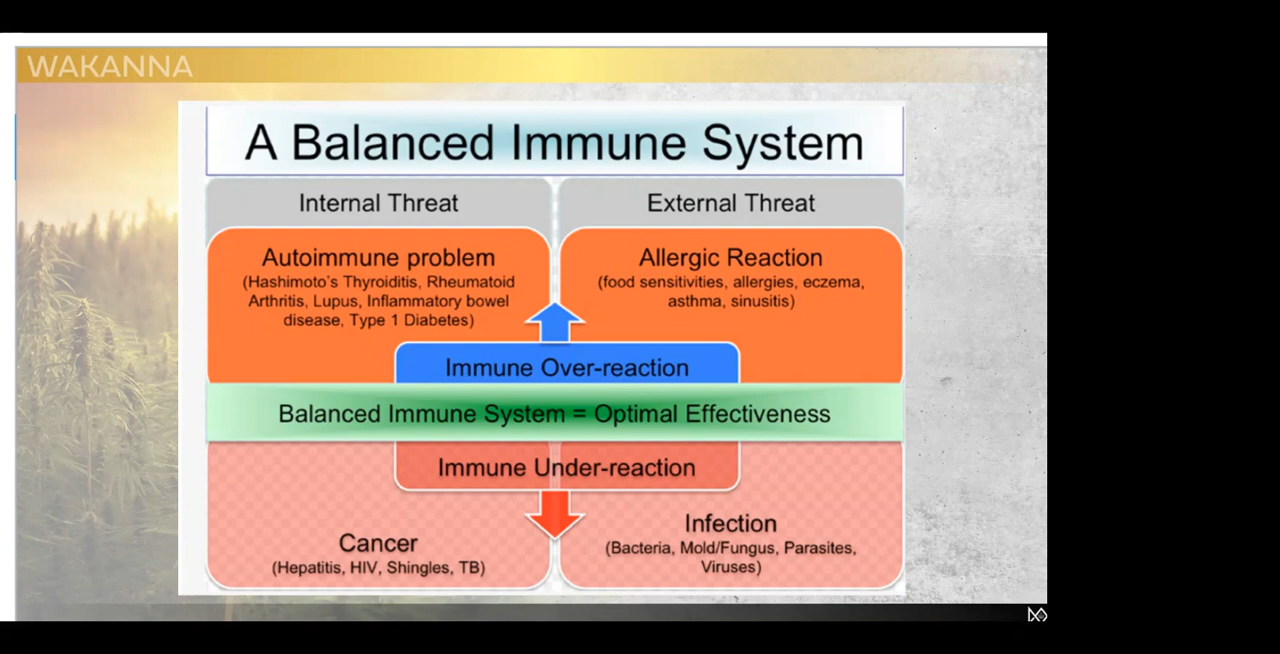 WAKANNA
A Balanced Immune System
Internal Threat
External Threat
Autoimmune problem
(Hashimoto's Thyroiditis, Rheumatoid
Arthritis, Lupus, Inflammatory bowel
disease, Type 1 Diabetes)
Allergic Reaction
(food sensitivities, allergies, eczema,
asthma, sinusitis)
Immune Over-reaction
Balanced Immune System = Optimal Effectiveness
Immune Under-reaction
Cancer
(Hepatitis, HIV, Shingles, TB)
Infection
(Bacteria, Mold/Fungus, Parasites,
Viruses)